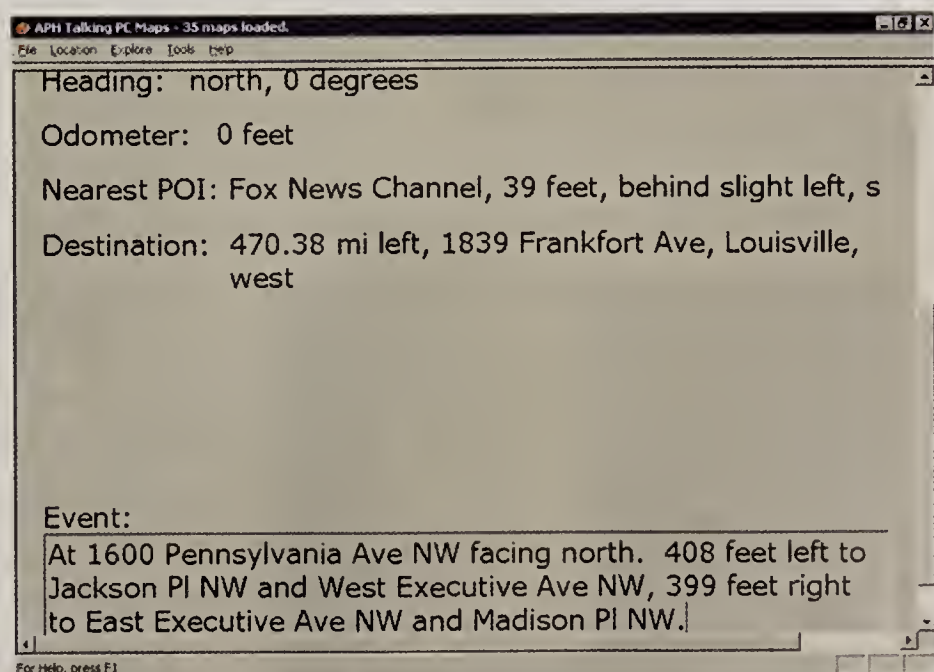 APH Talking PC Maps - 35 maps loaded.
File Location Explore Tools Help
Heading: north, 0 degrees
Odometer: 0 feet
Nearest POI: Fox News Channel, 39 feet, behind slight left, s
Destination: 470.38 mi left, 1839 Frankfort Ave, Louisville,
west
Event:
At 1600 Pennsylvania Ave NW facing north. 408 feet left to
Jackson Pl NW and West Executive Ave NW, 399 feet right
to East Executive Ave NW and Madison Pl NW.
For Help, press F1